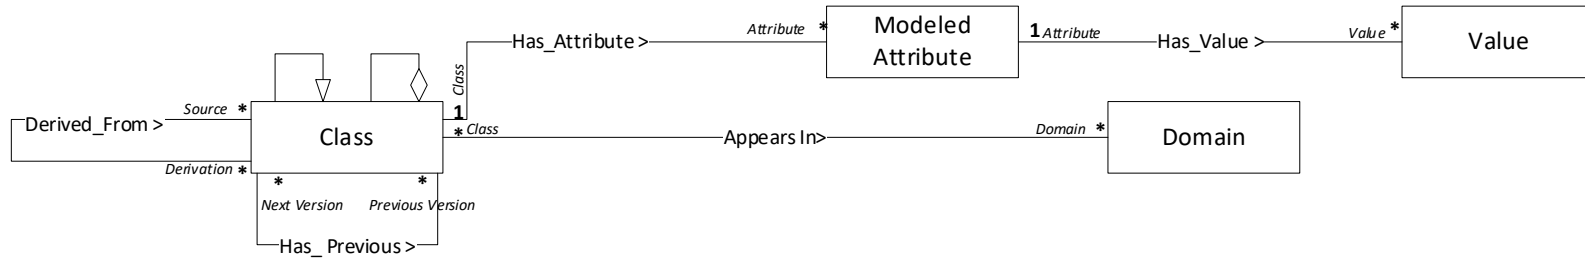 Has_Attribute >
Attribute *
Modeled
Attribute
1 Attribute
Has_Value >
Value *
Value
Class
1
Source *
Derived_From >
Class
* Class
Appears In>
Domain *
Domain
Derivation *
* *
Next Version Previous Version
Has_ Previous >